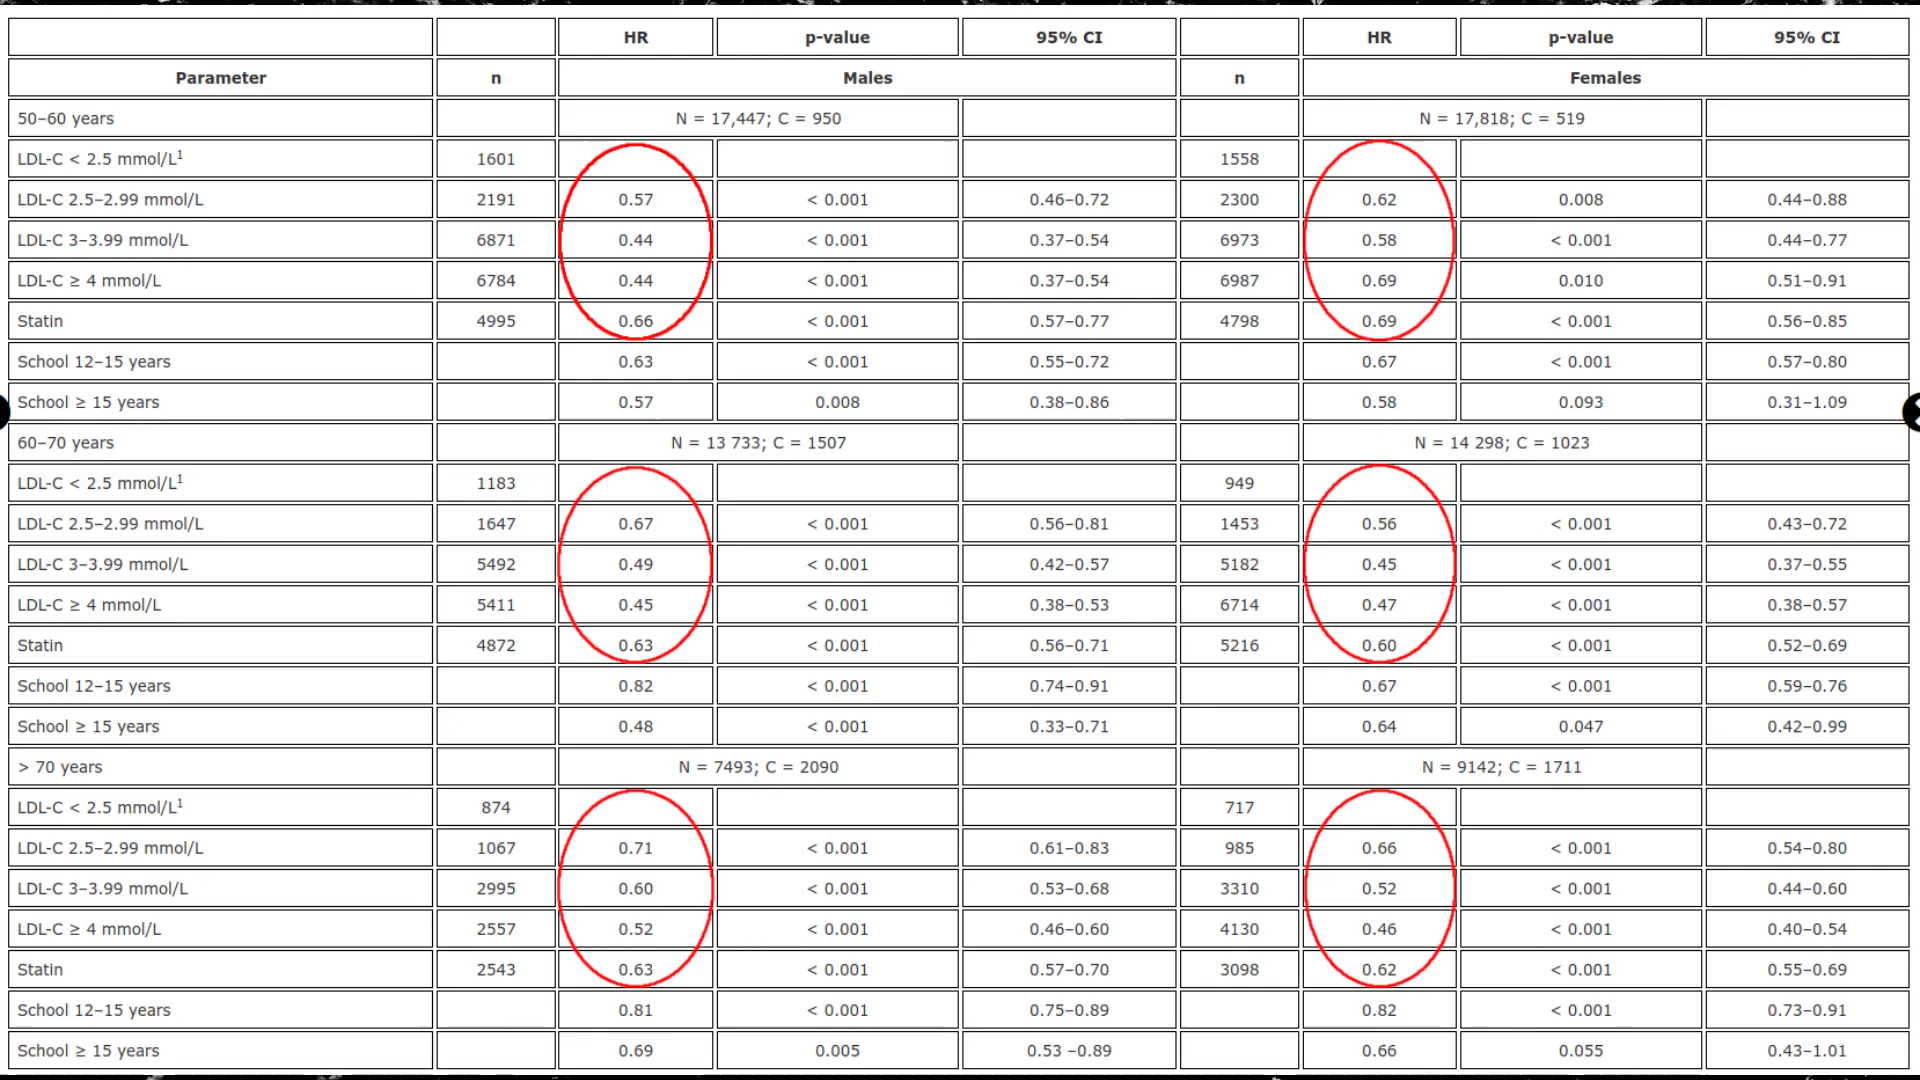 HR p-value 95% CI HR p-value 95% CI
Parameter n Males n Females
50–60 years N = 17,447; C = 950 N = 17,818; C = 519
LDL-C < 2.5 mmol/L¹ 1601 1558
LDL-C 2.5–2.99 mmol/L 2191 0.57 < 0.001 0.46–0.72 2300 0.62 0.008 0.44–0.88
LDL-C 3–3.99 mmol/L 6871 0.44 < 0.001 0.37–0.54 6973 0.58 < 0.001 0.44–0.77
LDL-C ≥ 4 mmol/L 6784 0.44 < 0.001 0.37–0.54 6987 0.69 0.010 0.51–0.91
Statin 4995 0.66 < 0.001 0.57–0.77 4798 0.69 < 0.001 0.56–0.85
School 12–15 years 0.63 < 0.001 0.55–0.72 0.67 < 0.001 0.57–0.80
School ≥ 15 years 0.57 0.008 0.38–0.86 0.58 0.093 0.31–1.09
60–70 years N = 13 733; C = 1507 N = 14 298; C = 1023
LDL-C < 2.5 mmol/L¹ 1183 949
LDL-C 2.5–2.99 mmol/L 1647 0.67 < 0.001 0.56–0.81 1453 0.56 < 0.001 0.43–0.72
LDL-C 3–3.99 mmol/L 5492 0.49 < 0.001 0.42–0.57 5182 0.45 < 0.001 0.37–0.55
LDL-C ≥ 4 mmol/L 5411 0.45 < 0.001 0.38–0.53 6714 0.47 < 0.001 0.38–0.57
Statin 4872 0.63 < 0.001 0.56–0.71 5216 0.60 < 0.001 0.52–0.69
School 12–15 years 0.82 < 0.001 0.74–0.91 0.67 < 0.001 0.59–0.76
School ≥ 15 years 0.48 < 0.001 0.33–0.71 0.64 0.047 0.42–0.99
> 70 years N = 7493; C = 2090 N = 9142; C = 1711
LDL-C < 2.5 mmol/L¹ 874 717
LDL-C 2.5–2.99 mmol/L 1067 0.71 < 0.001 0.61–0.83 985 0.66 < 0.001 0.54–0.80
LDL-C 3–3.99 mmol/L 2995 0.60 < 0.001 0.53–0.68 3310 0.52 < 0.001 0.44–0.60
LDL-C ≥ 4 mmol/L 2557 0.52 < 0.001 0.46–0.60 4130 0.46 < 0.001 0.40–0.54
Statin 2543 0.63 < 0.001 0.57–0.70 3098 0.62 < 0.001 0.55–0.69
School 12–15 years 0.81 < 0.001 0.75–0.89 0.82 < 0.001 0.73–0.91
School ≥ 15 years 0.69 0.005 0.53 –0.89 0.66 0.055 0.43–1.01